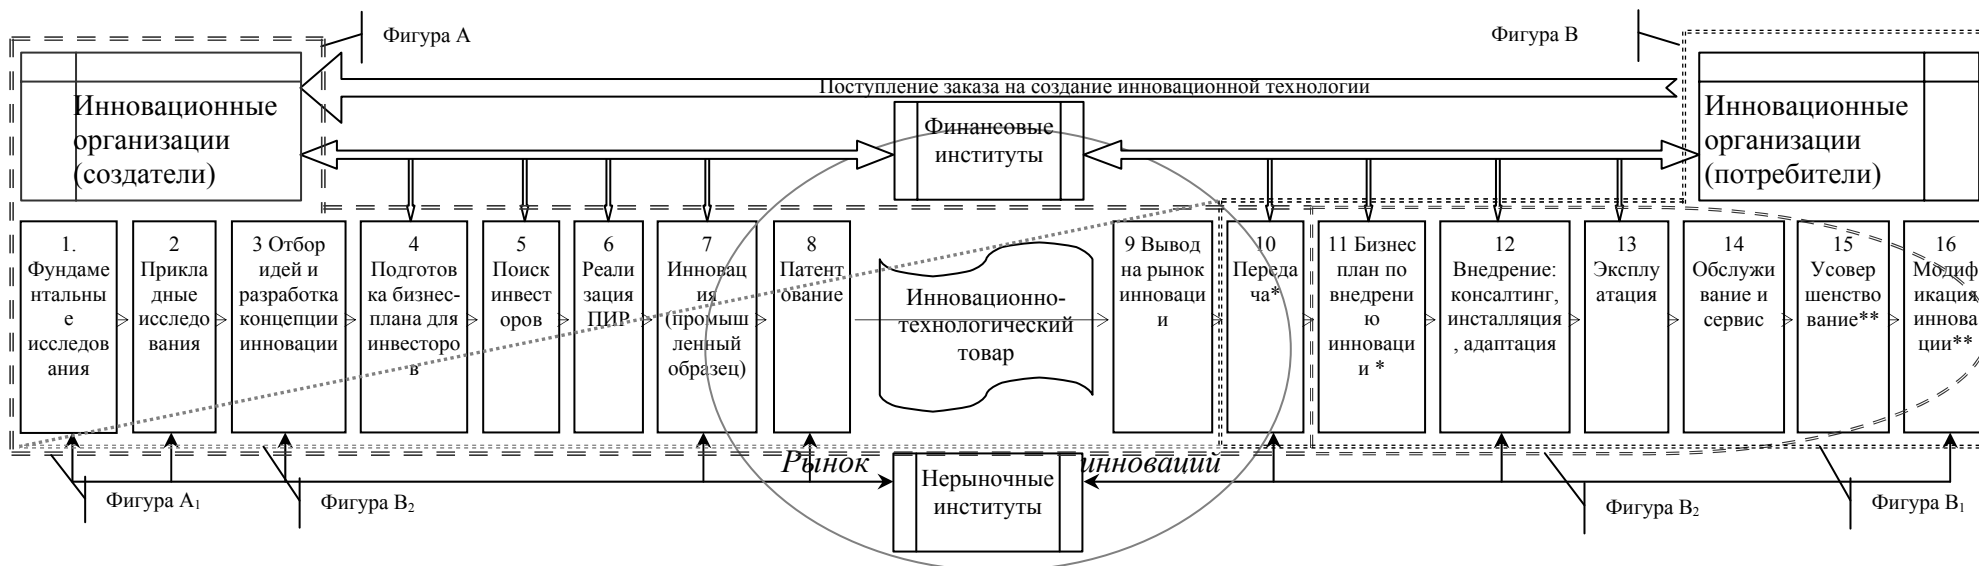 Фигура А
Фигура В
Поступление заказа на создание инновационной технологии
Инновационные
организации
(создатели)
Финансовые
институты
Инновационные
организации
(потребители)
1.
Фундаме
нтальны
е
исследов
ания
2
Прикла
дные
исследо
вания
3 Отбор
идей и
разработка
концепции
инновации
4
Подготов
ка бизнес-
плана для
инвесторо
в
5
Поиск
инвест
оров
6
Реали
зация
ПИР
7
Инновац
ия
(промыш
ленный
образец)
8
Патент
ование
Инновационно-
технологический
товар
9 Вывод
на рынок
инноваци
и
10
Переда
ча*
11 Бизнес
план по
внедрени
ю
инноваци
и *
12
Внедрение:
консалтинг,
инсталляция
, адаптация
13
Эксплу
атация
14
Обслужи
вание и
сервис
15
Усовер
шенство
вание**
16
Модиф
икация
иннова
ции**
Рынок инноваций
Нерыночные
институты
Фигура А1
Фигура В2
Фигура В2
Фигура В1